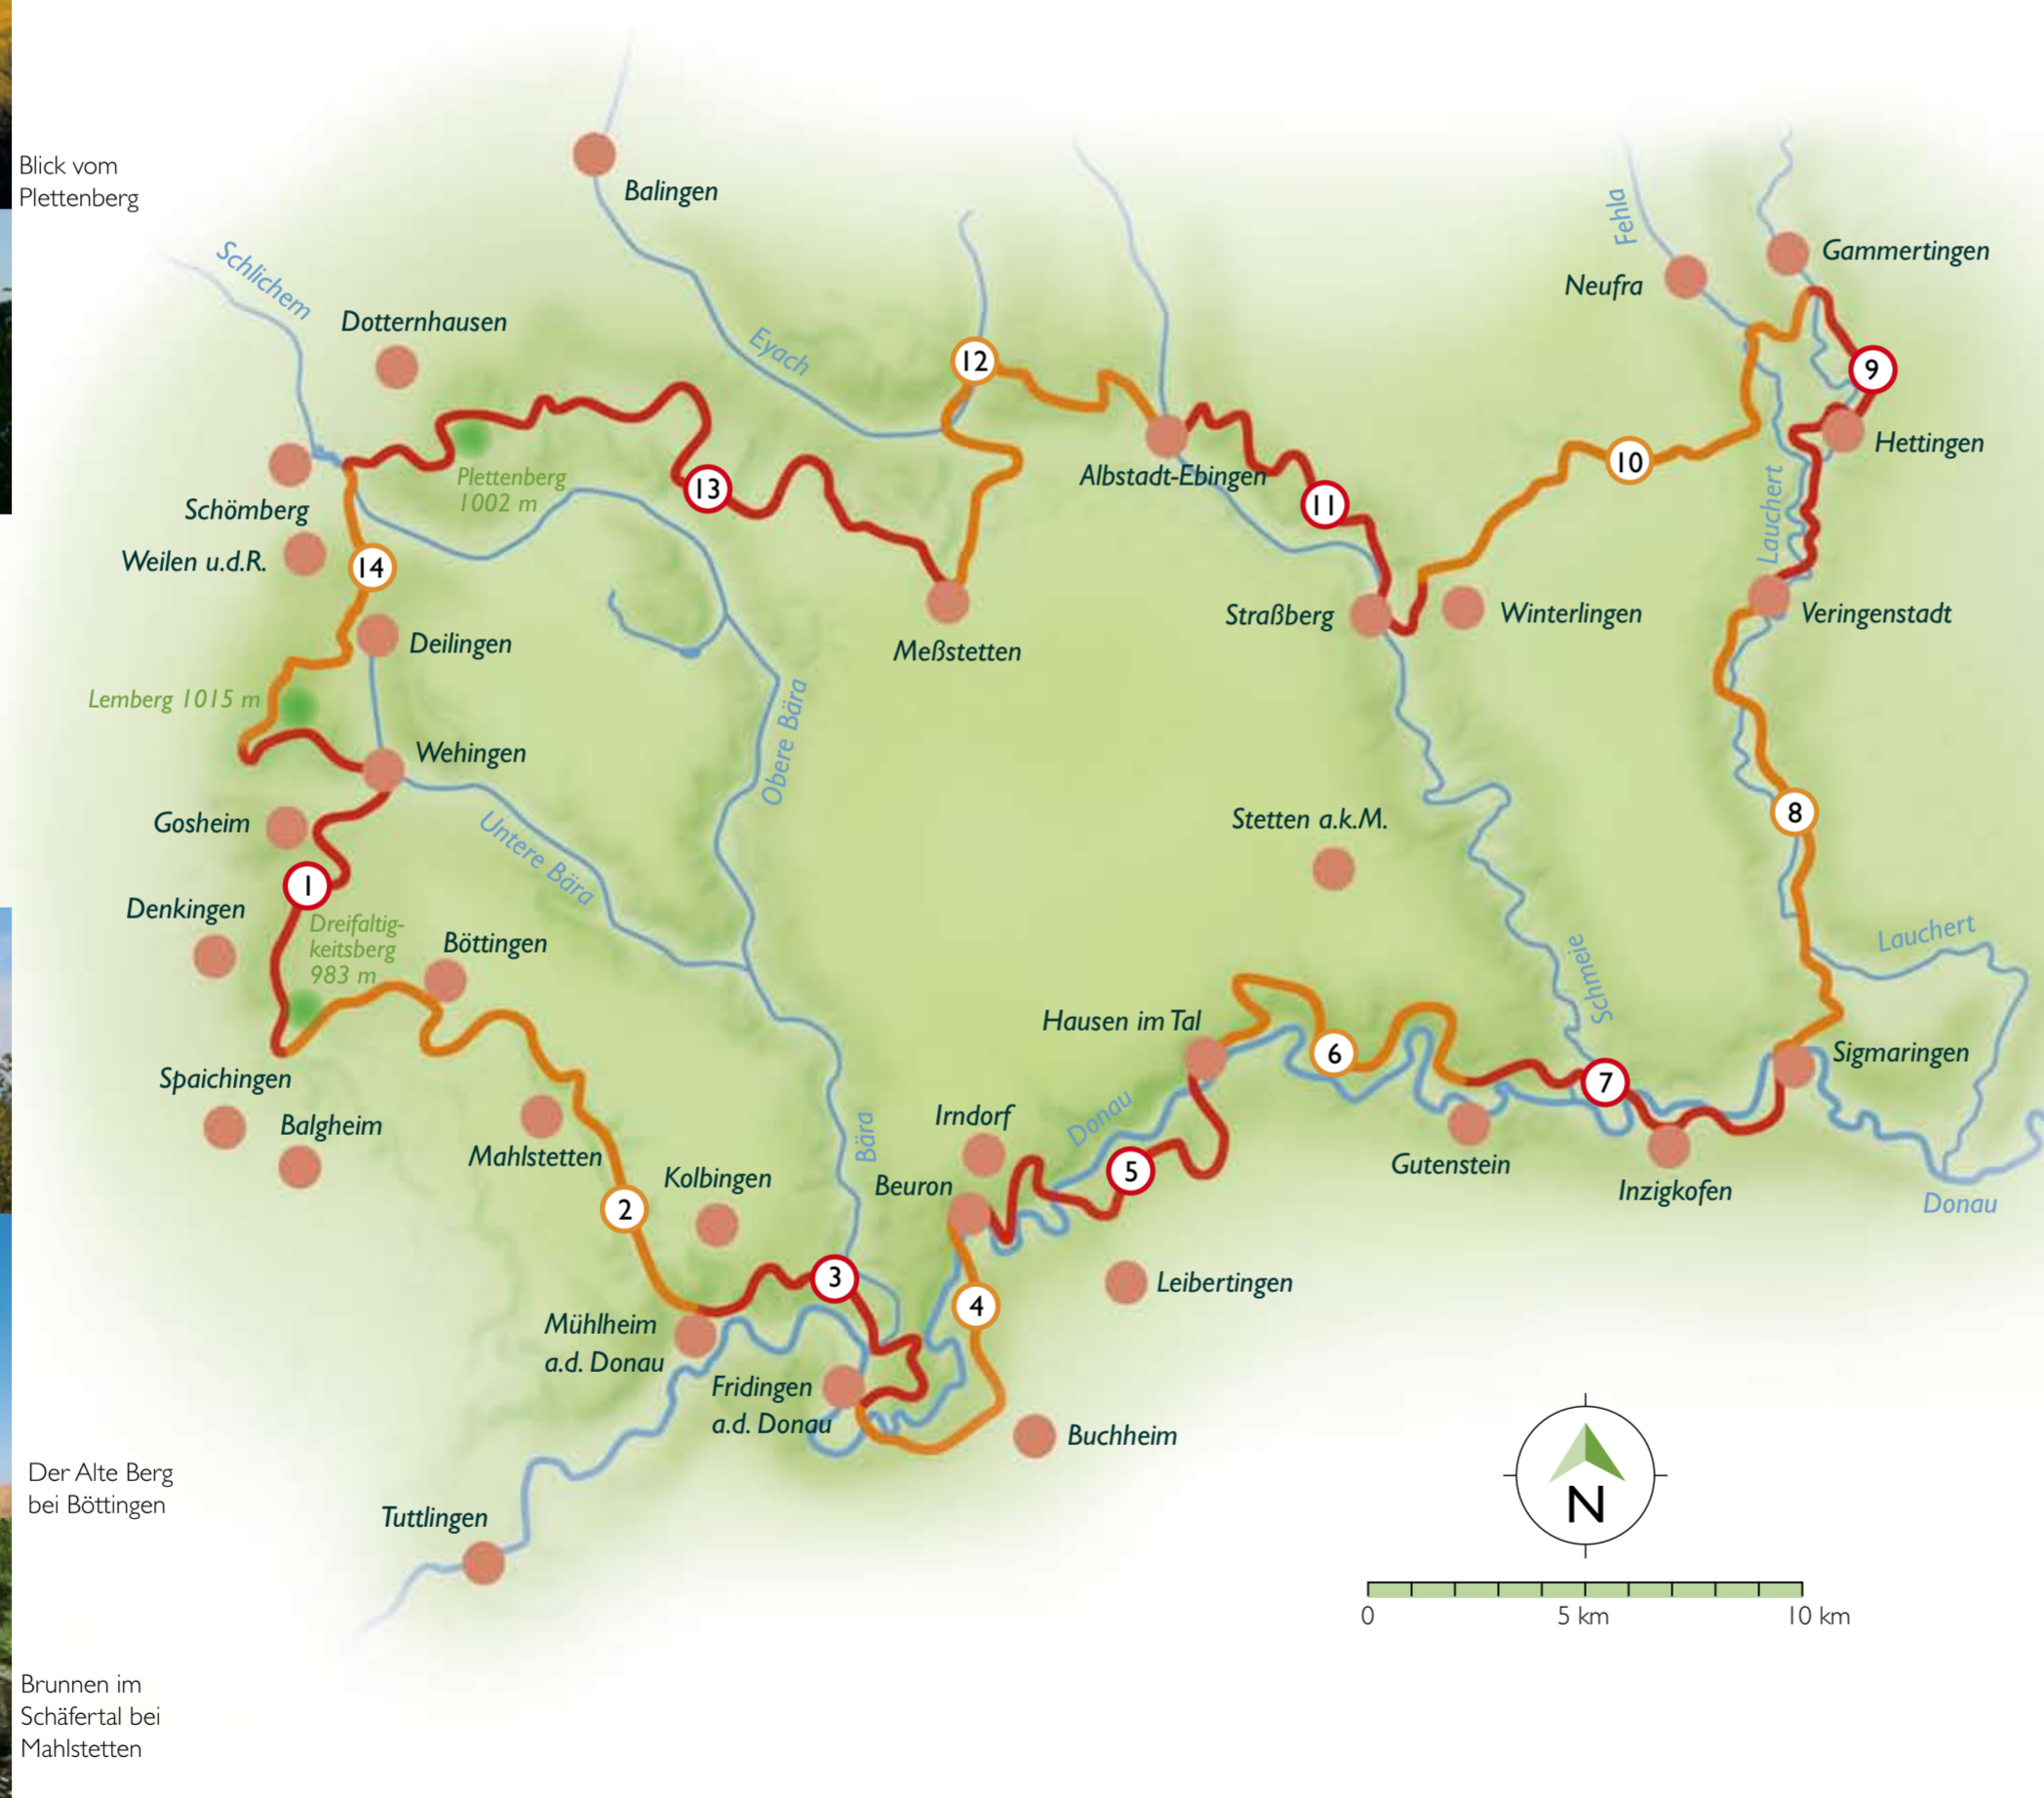 Blick vom
Plettenberg
Balingen
Schlichem
Fehla
Gammertingen
Neufra
Dotternhausen
Eyach
12
9
Hettingen
Plettenberg
1002 m
13
Albstadt-Ebingen
11
10
Lauchert
Schömberg
Weilen u.d.R.
14
Deilingen
Meßstetten
Straßberg
Winterlingen
Veringenstadt
Lemberg 1015 m
Obere Bära
Wehingen
Gosheim
Untere Bära
Stetten a.k.M.
8
1
Denkingen
Dreifaltig-
keitsberg
983 m
Böttingen
Lauchert
Schmeie
Hausen im Tal
6
7
Sigmaringen
Spaichingen
Balgheim
Mahlstetten
Bära
Irndorf
Donau
5
Gutenstein
Inzigkofen
Donau
Kolbingen
Beuron
2
3
4
Leibertingen
Mühlheim
a.d. Donau
Fridingen
a.d. Donau
Buchheim
Der Alte Berg
bei Böttingen
Tuttlingen
N
0
5 km
10 km
Brunnen im
Schäfertal bei
Mahlstetten